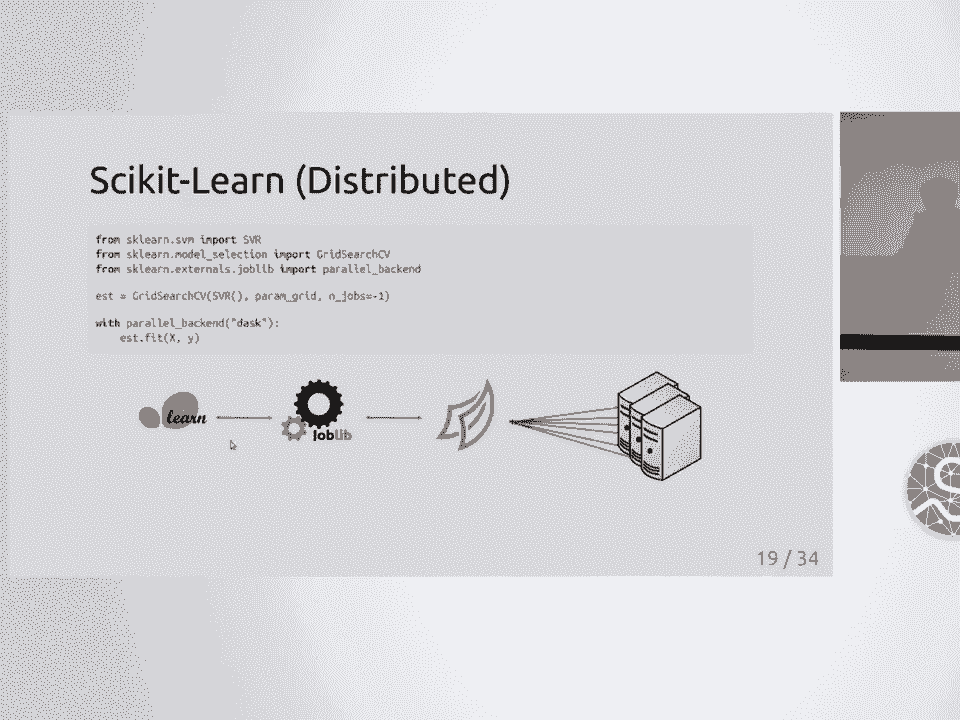 Scikit-Learn (Distributed)
from sklearn.svm import SVR
from sklearn.model_selection import GridSearchCV
from sklearn.externals.joblib import parallel_backend
est = GridSearchCV(SVR(), param_grid, n_jobs=-1)
with parallel_backend("dask"):
est.fit(X, y)
learn
joblib
19 / 34